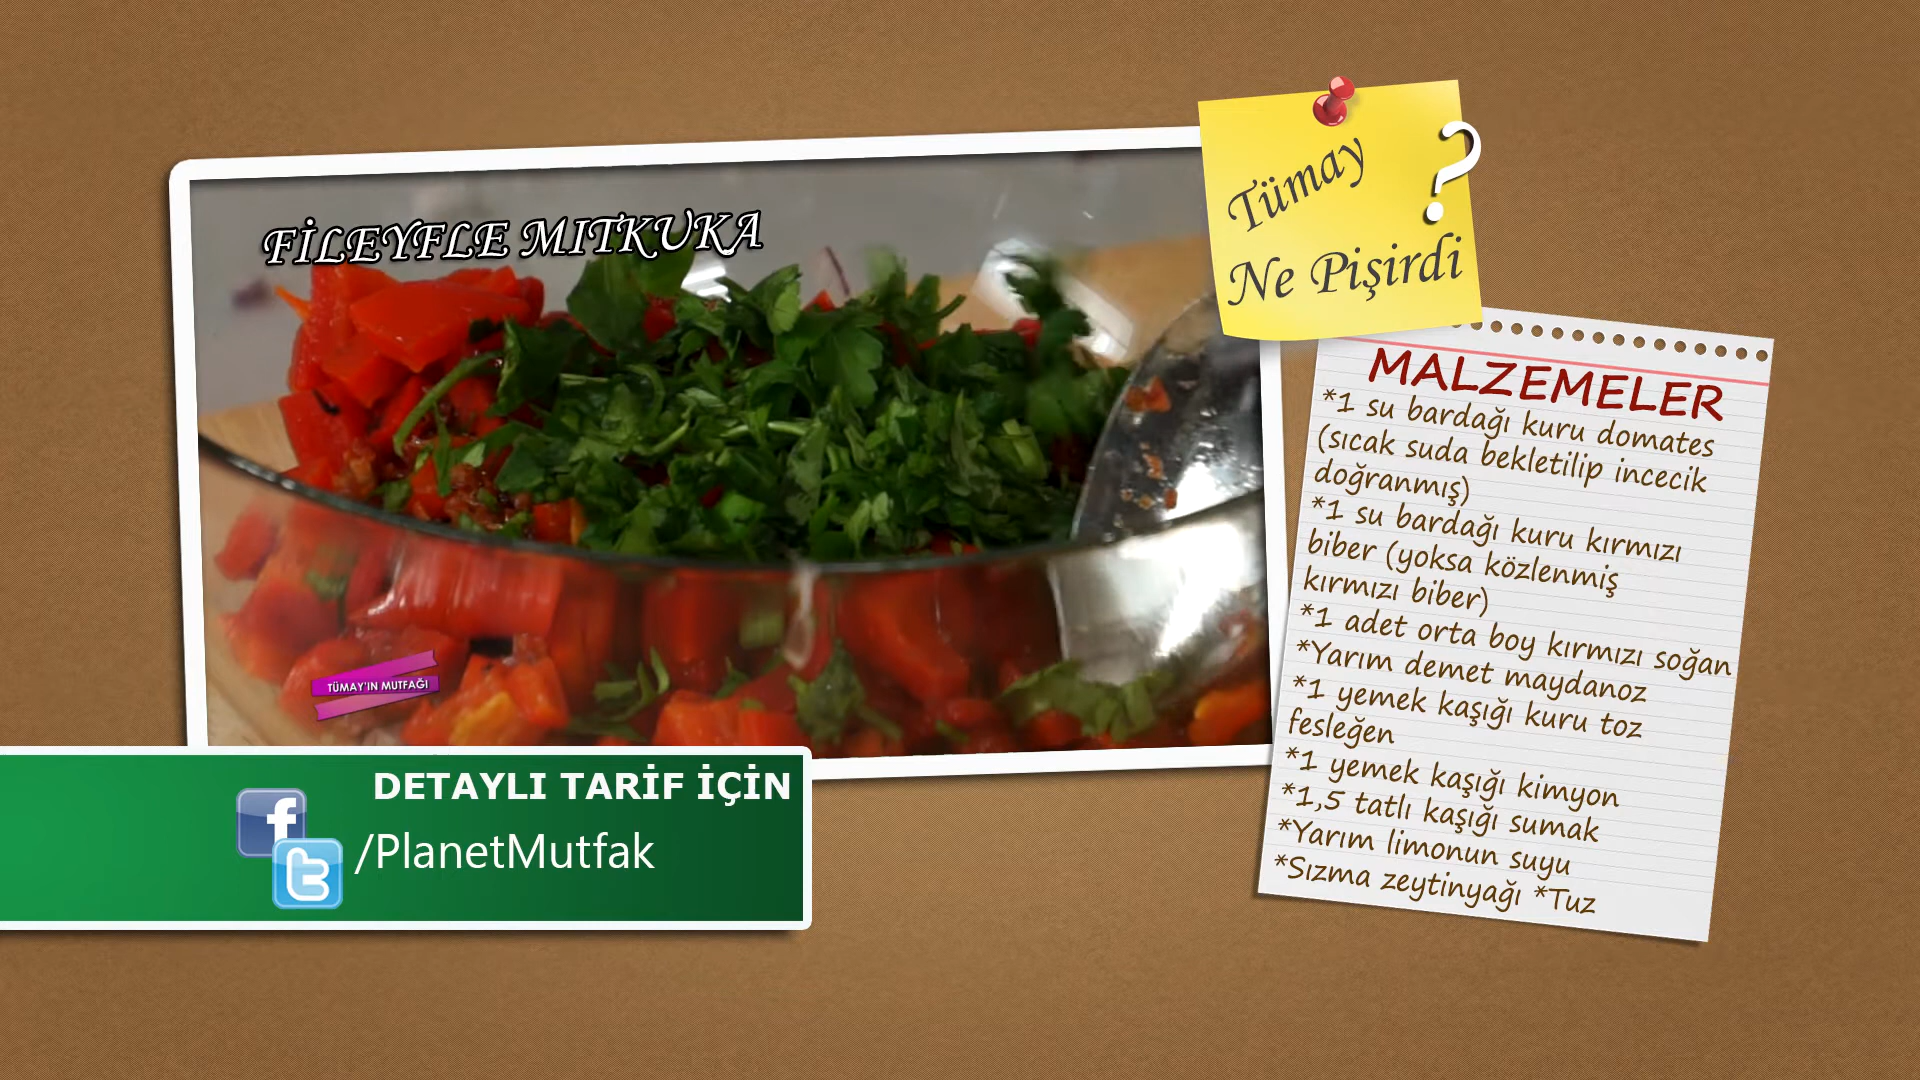 FİLEYFLE MITKUKA
Tümay
?
Ne Pişirdi
MALZEMELER
*1 su bardağı kuru domates
(sıcak suda bekletilip incecik
doğranmış)
*1 su bardağı kuru kırmızı
biber (yoksa közlenmiş
kırmızı biber)
*1 adet orta boy kırmızı soğan
*Yarım demet maydanoz
*1 yemek kaşığı kuru toz
fesleğen
*1 yemek kaşığı kimyon
*1,5 tatlı kaşığı sumak
*Yarım limonun suyu
*Sızma zeytinyağı *Tuz
TÜMAY'IN MUTFAĞI
DETAYLI TARİF İÇİN
/PlanetMutfak